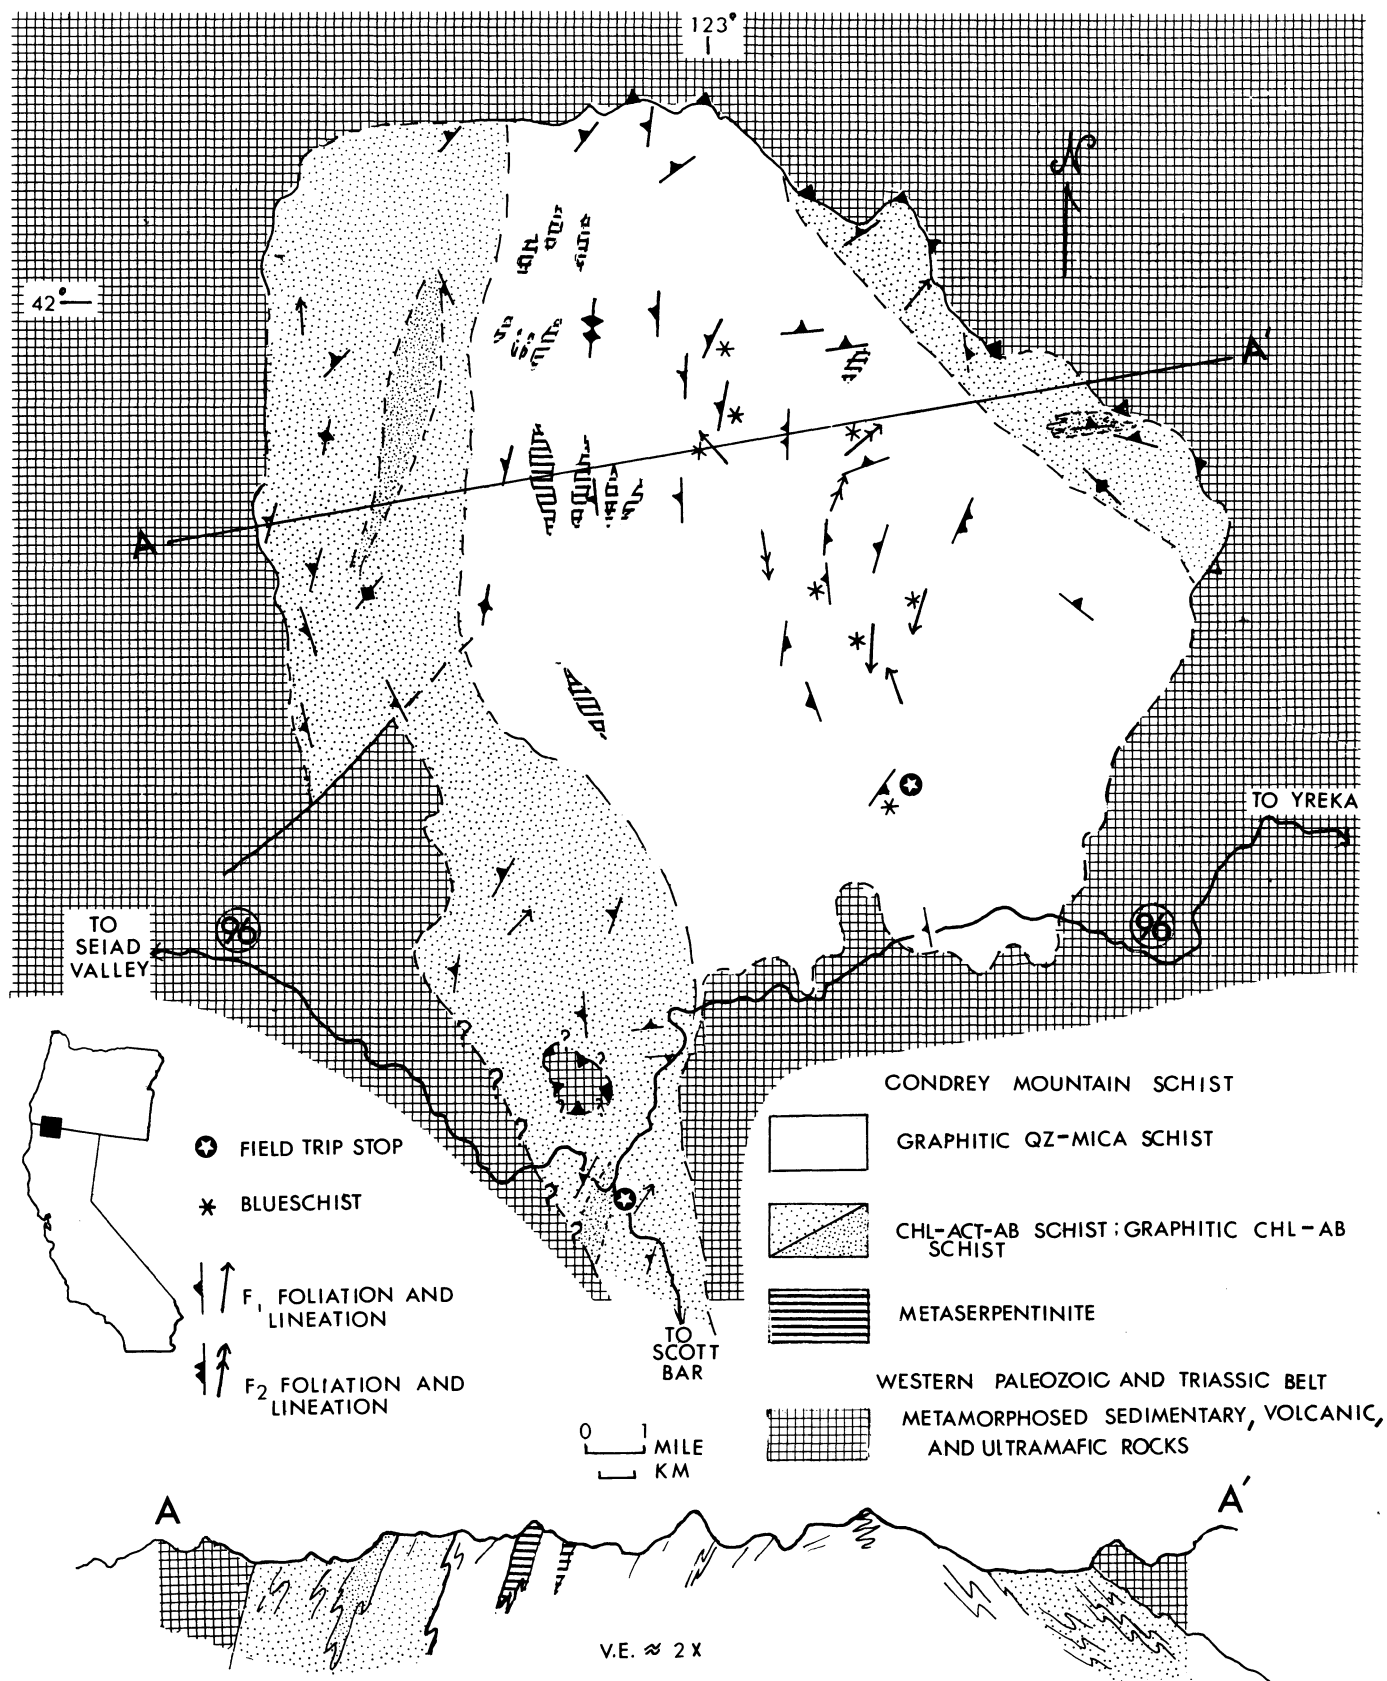 123°
N
42°
A'
A
TO YREKA
96
96
TO
SEIAD
VALLEY
?
?
?
?
?
?
?
CONDREY MOUNTAIN SCHIST
GRAPHITIC QZ-MICA SCHIST
FIELD TRIP STOP
BLUESCHIST
CHL-ACT-AB SCHIST; GRAPHITIC CHL-AB
SCHIST
F1 FOLIATION AND
LINEATION
METASERPENTINITE
TO
SCOTT
BAR
F2 FOLIATION AND
LINEATION
WESTERN PALEOZOIC AND TRIASSIC BELT
METAMORPHOSED SEDIMENTARY, VOLCANIC,
AND ULTRAMAFIC ROCKS
0 1
MILE
KM
A
A'
V.E. ≈ 2X